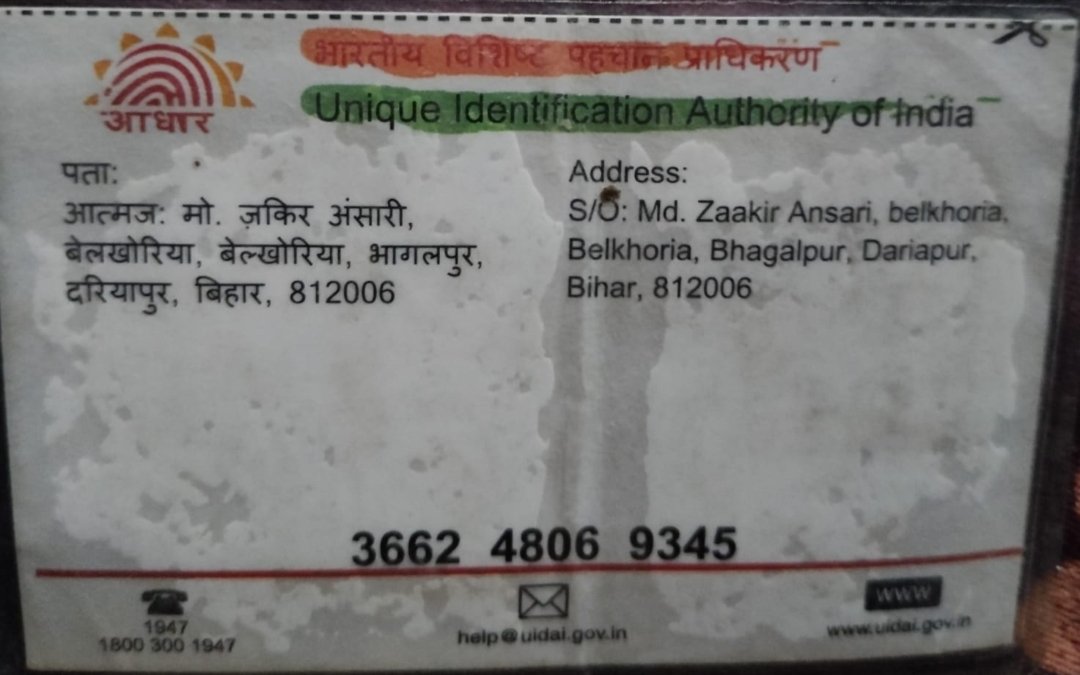 आधार
भारतीय विशिष्ट पहचान प्राधिकरण
Unique Identification Authority of India
पता:
आत्मज: मो. ज़किर अंसारी,
बेलखोरिया, बेल्खोरिया, भागलपुर,
दरियापुर, बिहार, 812006
Address:
S/O: Md. Zaakir Ansari, belkhoria,
Belkhoria, Bhagalpur, Dariapur,
Bihar, 812006
3662 4806 9345
1947
1800 300 1947
help@uidai.gov.in
www
www.uidai.gov.in